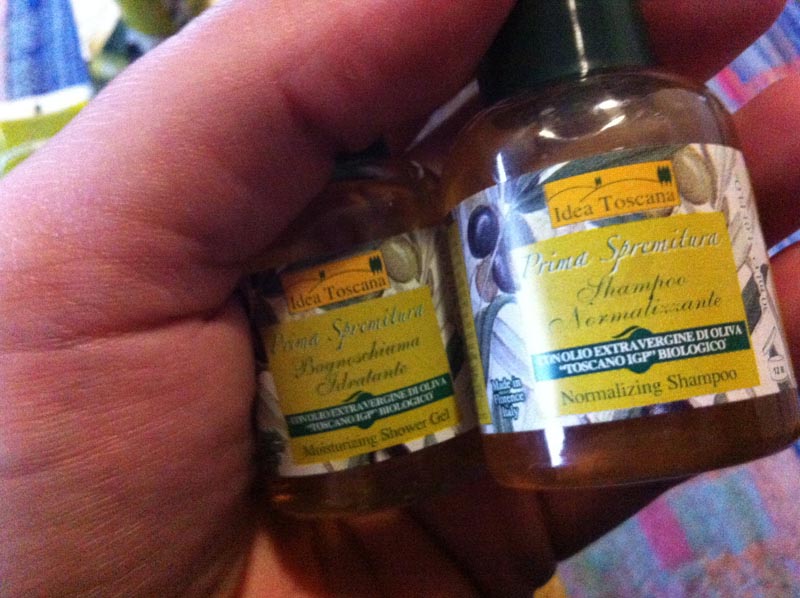 Idea Toscana
Prima Spremitura
Bagnoschiuma
Idratante
CON OLIO EXTRAVERGINE DI OLIVA
"TOSCANO IGP" BIOLOGICO
Moisturizing Shower Gel
Idea Toscana
Prima Spremitura
Shampoo
Normalizzante
CON OLIO EXTRAVERGINE DI OLIVA
"TOSCANO IGP" BIOLOGICO
Normalizing Shampoo
Made in
Florence
Italy